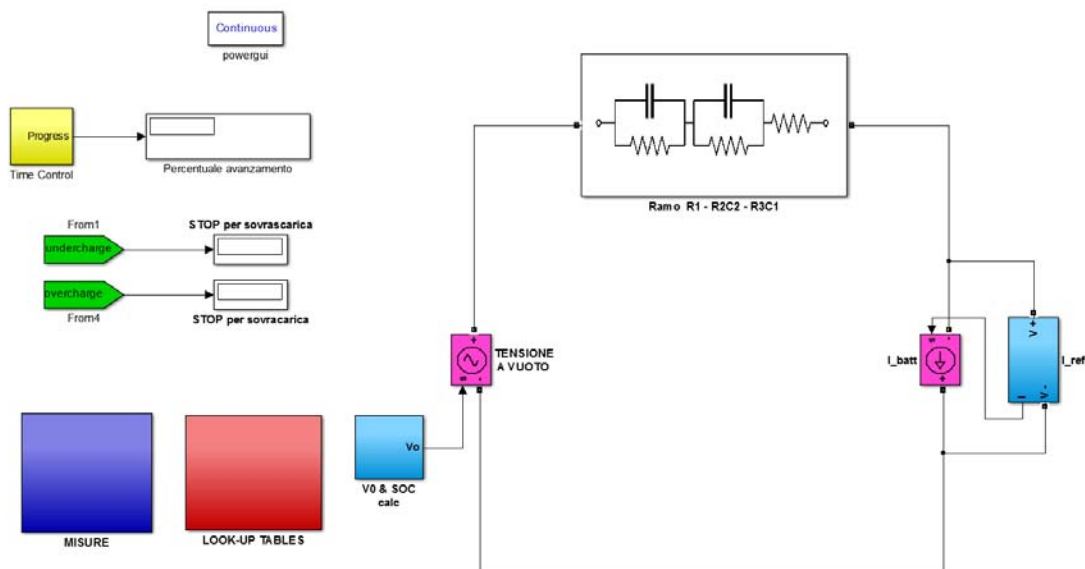 Continuous
powergui
Progress
Time Control
Percentuale avanzamento
From1
undercharge
STOP per sovrascarica
overcharge
From4
STOP per sovracarica
Ramo R1 - R2C2 - R3C1
+
s
-
TENSIONE
A VUOTO
I_batt
s
-
+
V +
I
V -
I_ref
Vo
V0 & SOC
calc
MISURE
LOOK-UP TABLES